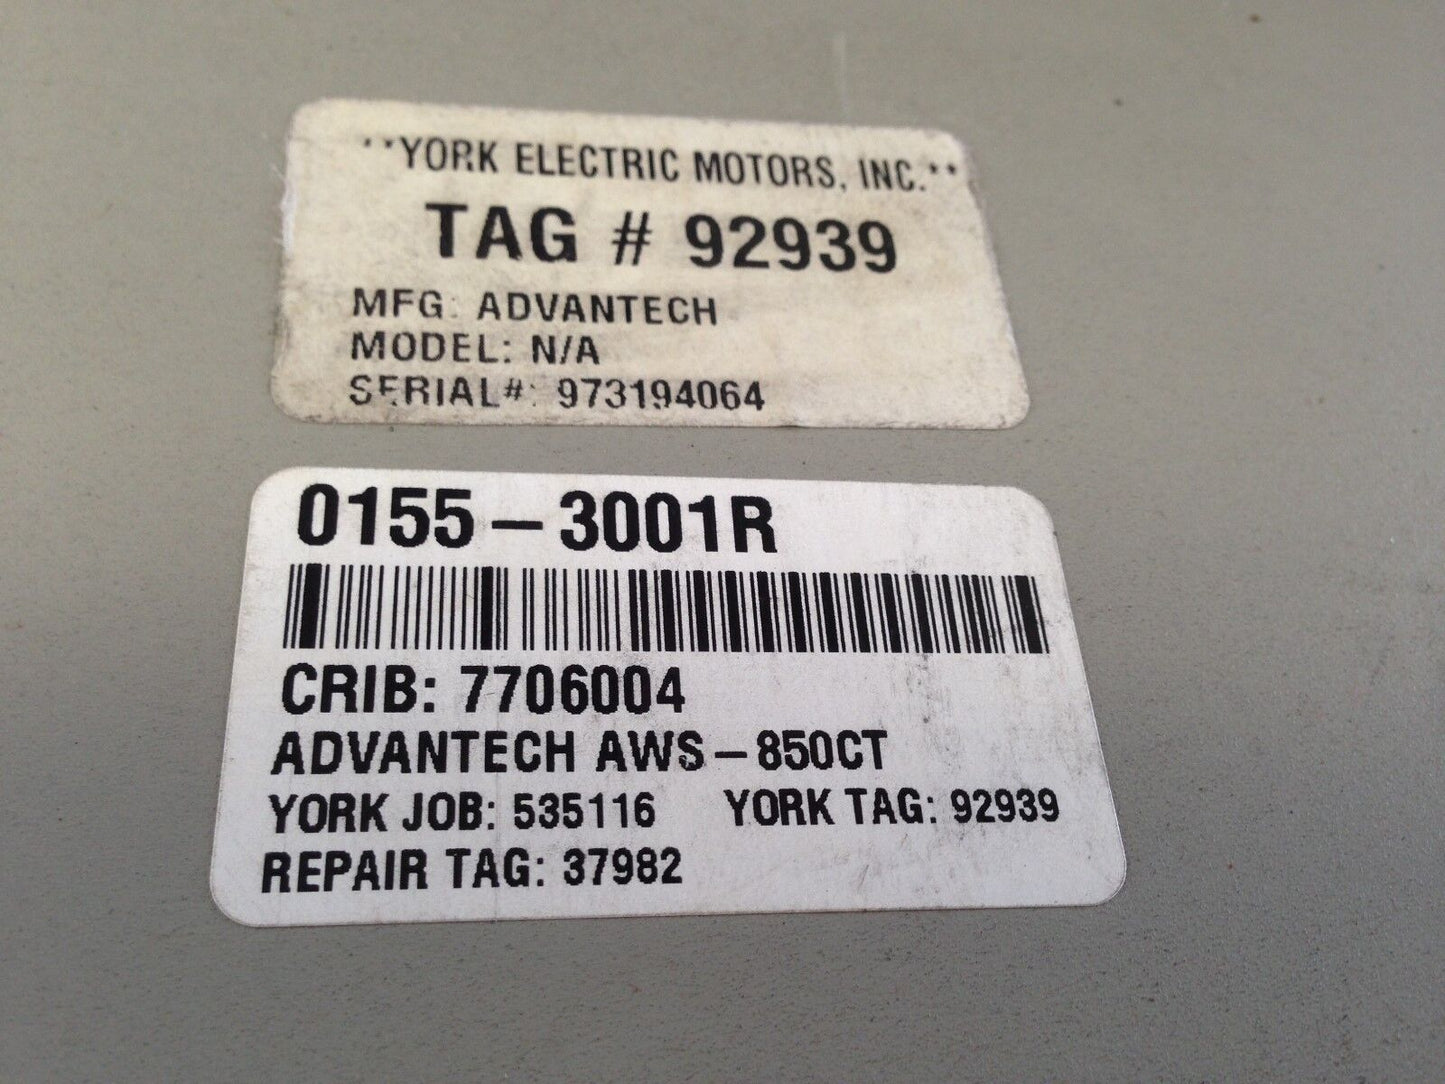 **YORK ELECTRIC MOTORS, INC.**
TAG # 92939
MFG: ADVANTECH
MODEL: N/A
SERIAL#: 973194064
0155-3001R
CRIB: 7706004
ADVANTECH AWS-850CT
YORK JOB: 535116 YORK TAG: 92939
REPAIR TAG: 37982